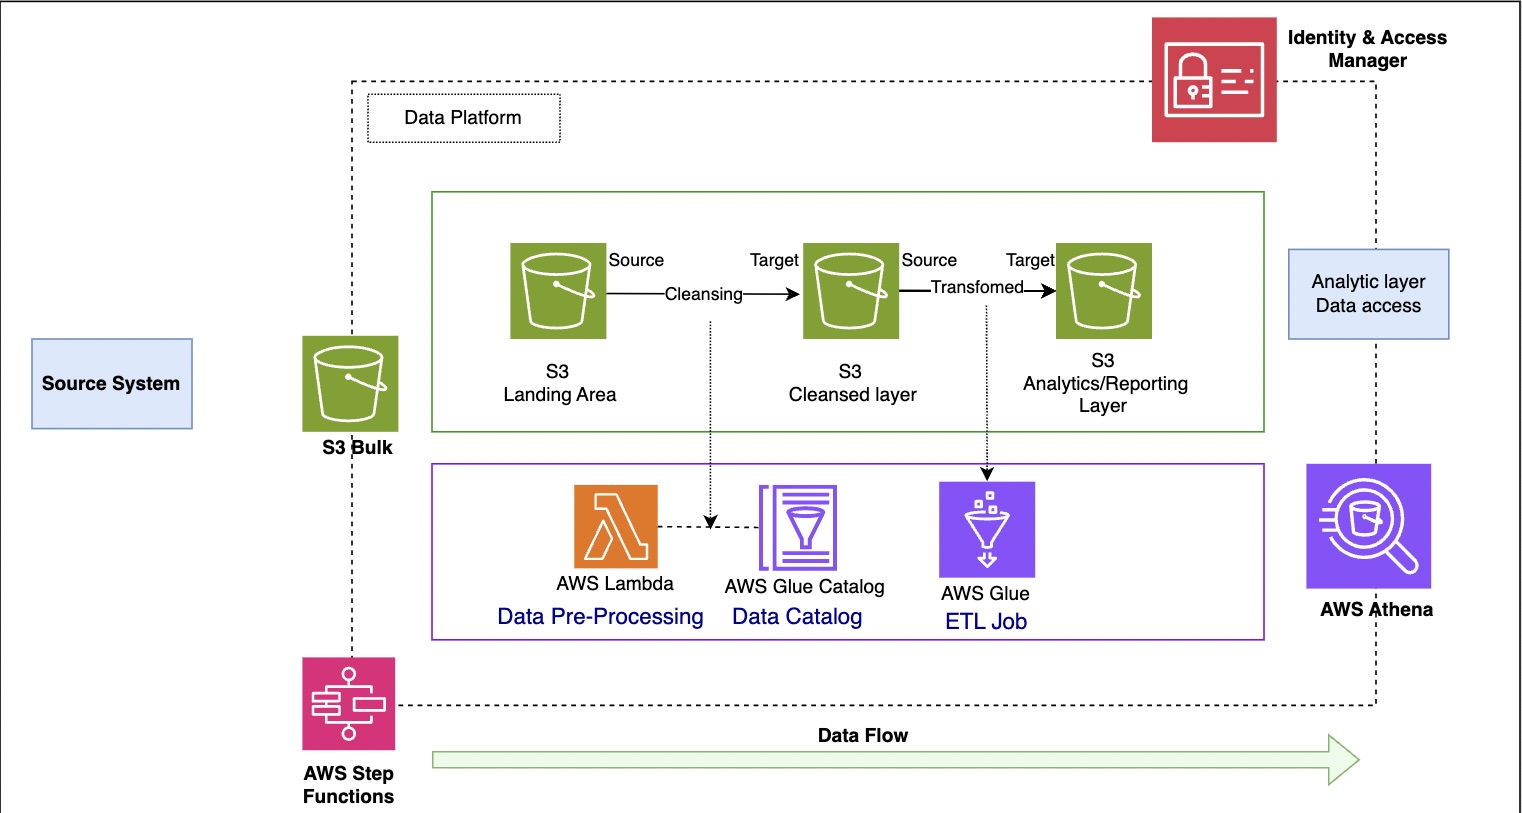 Identity & Access
Manager
Data Platform
Source
Target
Source
Target
Cleansing
Transfomed
Analytic layer
Data access
Source System
S3
Landing Area
S3
Cleansed layer
S3
Analytics/Reporting
Layer
S3 Bulk
AWS Lambda
AWS Glue Catalog
AWS Glue
Data Pre-Processing
Data Catalog
ETL Job
AWS Athena
AWS Step
Functions
Data Flow